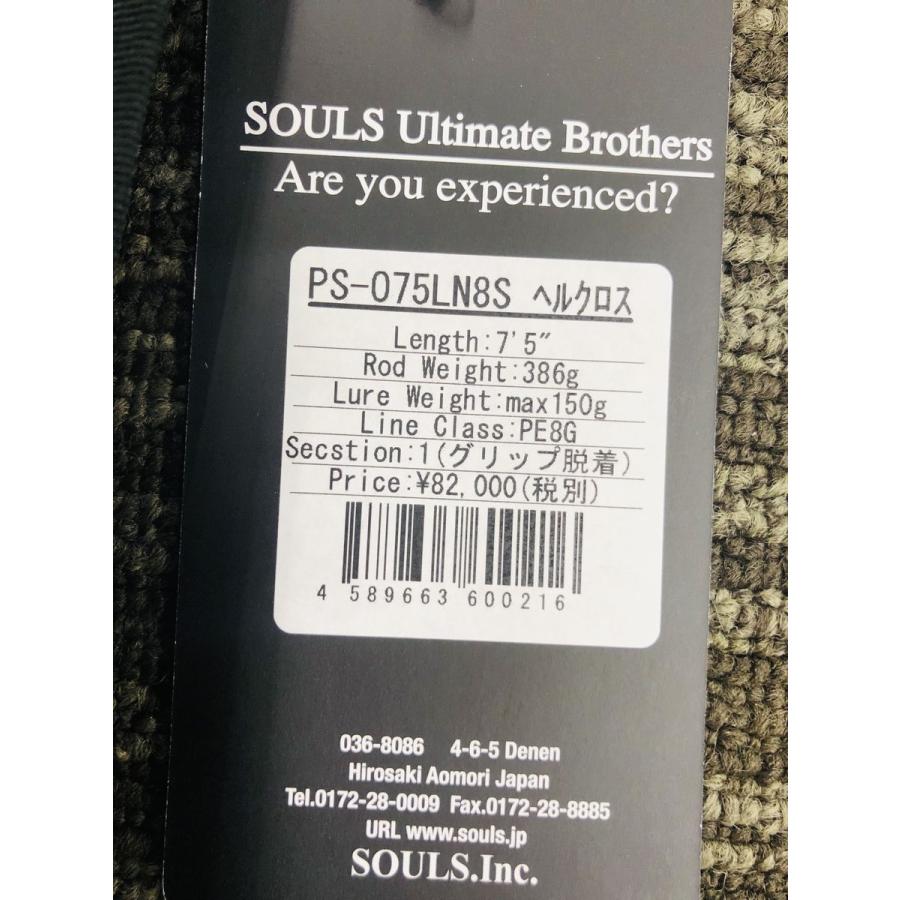 SOULS Ultimate Brothers
Are you experienced?
PS-075LN8S ヘルクロス
Length:7'5"
Rod Weight:386g
Lure Weight:max150g
Line Class:PE8G
Secstion:1(グリップ脱着)
Price:¥82,000(税別)
4 589663 600216
036-8086 4-6-5 Denen
Hirosaki Aomori Japan
Tel.0172-28-0009 Fax.0172-28-8885
URL www.souls.jp
SOULS.Inc.